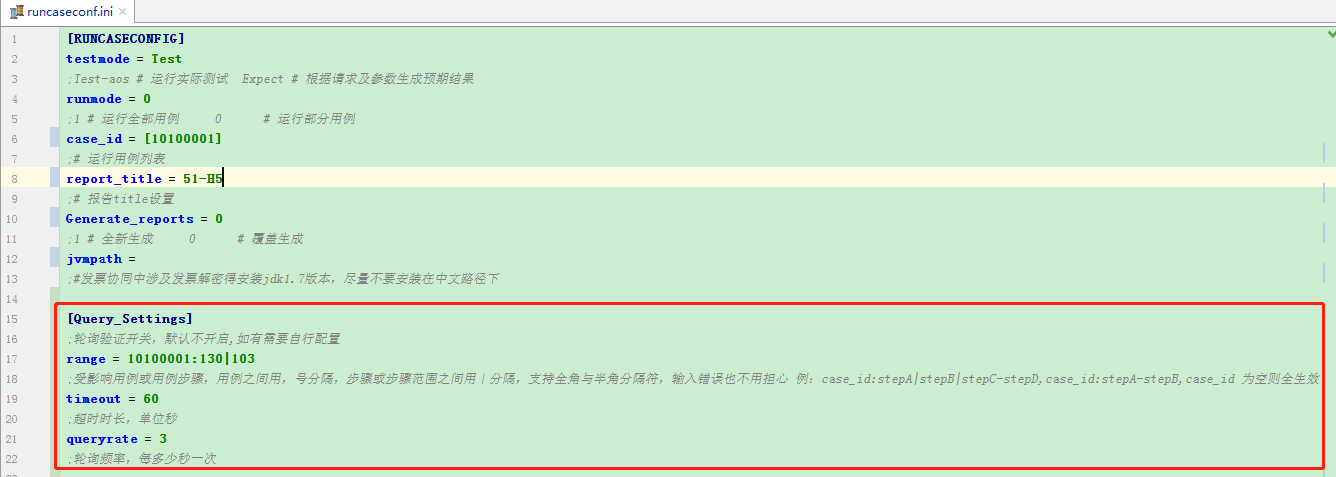 runcaseconf.ini
1 [RUNCASECONFIG]
2 testmode = Test
3 ;Test-aos # 运行实际测试  Expect # 根据请求及参数生成预期结果
4 runmode = 0
5 ;1 # 运行全部用例     0      # 运行部分用例
6 case_id = [10100001]
7 ;# 运行用例列表
8 report_title = 51-H5
9 ;# 报告title设置
10 Generate_reports = 0
11 ;1 # 全新生成     0      # 覆盖生成
12 jvmpath =
13 ;#发票协同中涉及发票解密得安装jdk1.7版本，尽量不要安装在中文路径下
14
15 [Query_Settings]
16 ;轮询验证开关，默认不开启,如有需要自行配置
17 range = 10100001:130|103
18 ;受影响用例或用例步骤，用例之间用，号分隔，步骤或步骤范围之间用｜分隔，支持全角与半角分隔符，输入错误也不用担心 例：case_id:stepA|stepB|stepC-stepD,case_id:stepA-stepB,case_id 为空则全生效
19 timeout = 60
20 ;超时时长，单位秒
21 queryrate = 3
22 ;轮询频率，每多少秒一次